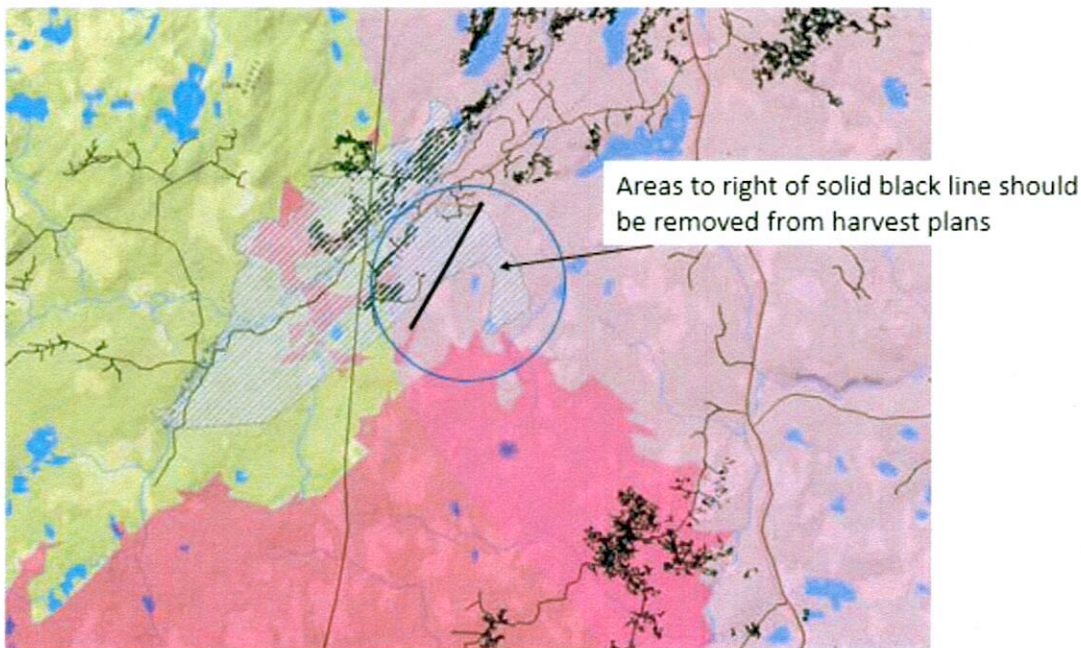 Areas to right of solid black line should
be removed from harvest plans